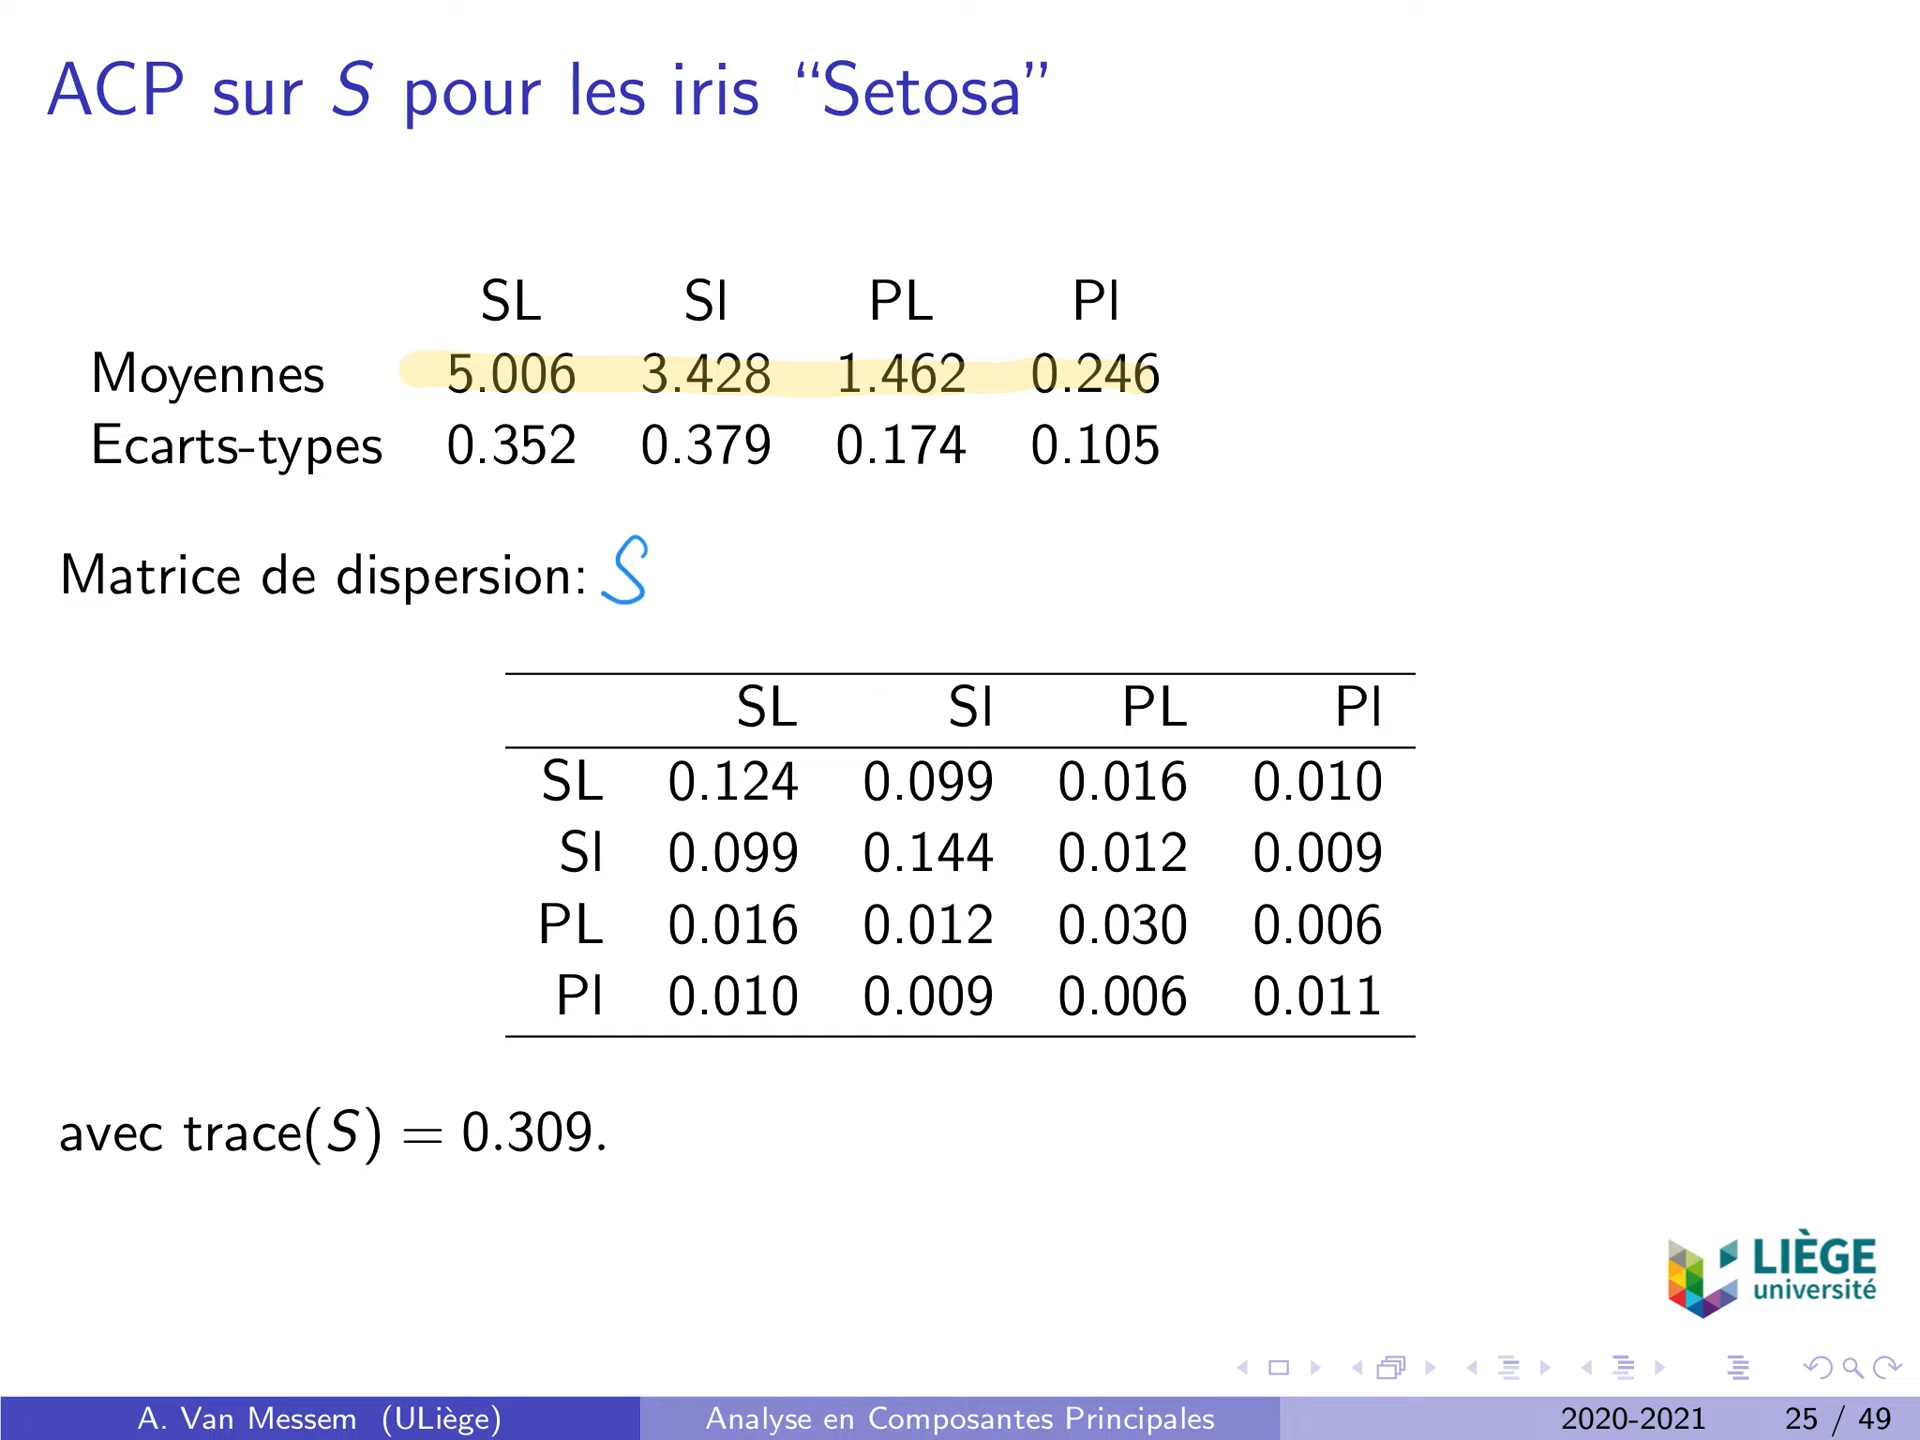 ACP sur S pour les iris “Setosa”
SL SI PL PI
Moyennes 5.006 3.428 1.462 0.246
Ecarts-types 0.352 0.379 0.174 0.105
Matrice de dispersion: S
SL SI PL PI
SL 0.124 0.099 0.016 0.010
SI 0.099 0.144 0.012 0.009
PL 0.016 0.012 0.030 0.006
PI 0.010 0.009 0.006 0.011
avec trace(S) = 0.309.
LIÈGE
université
A. Van Messem (ULiège) Analyse en Composantes Principales 2020-2021 25 / 49